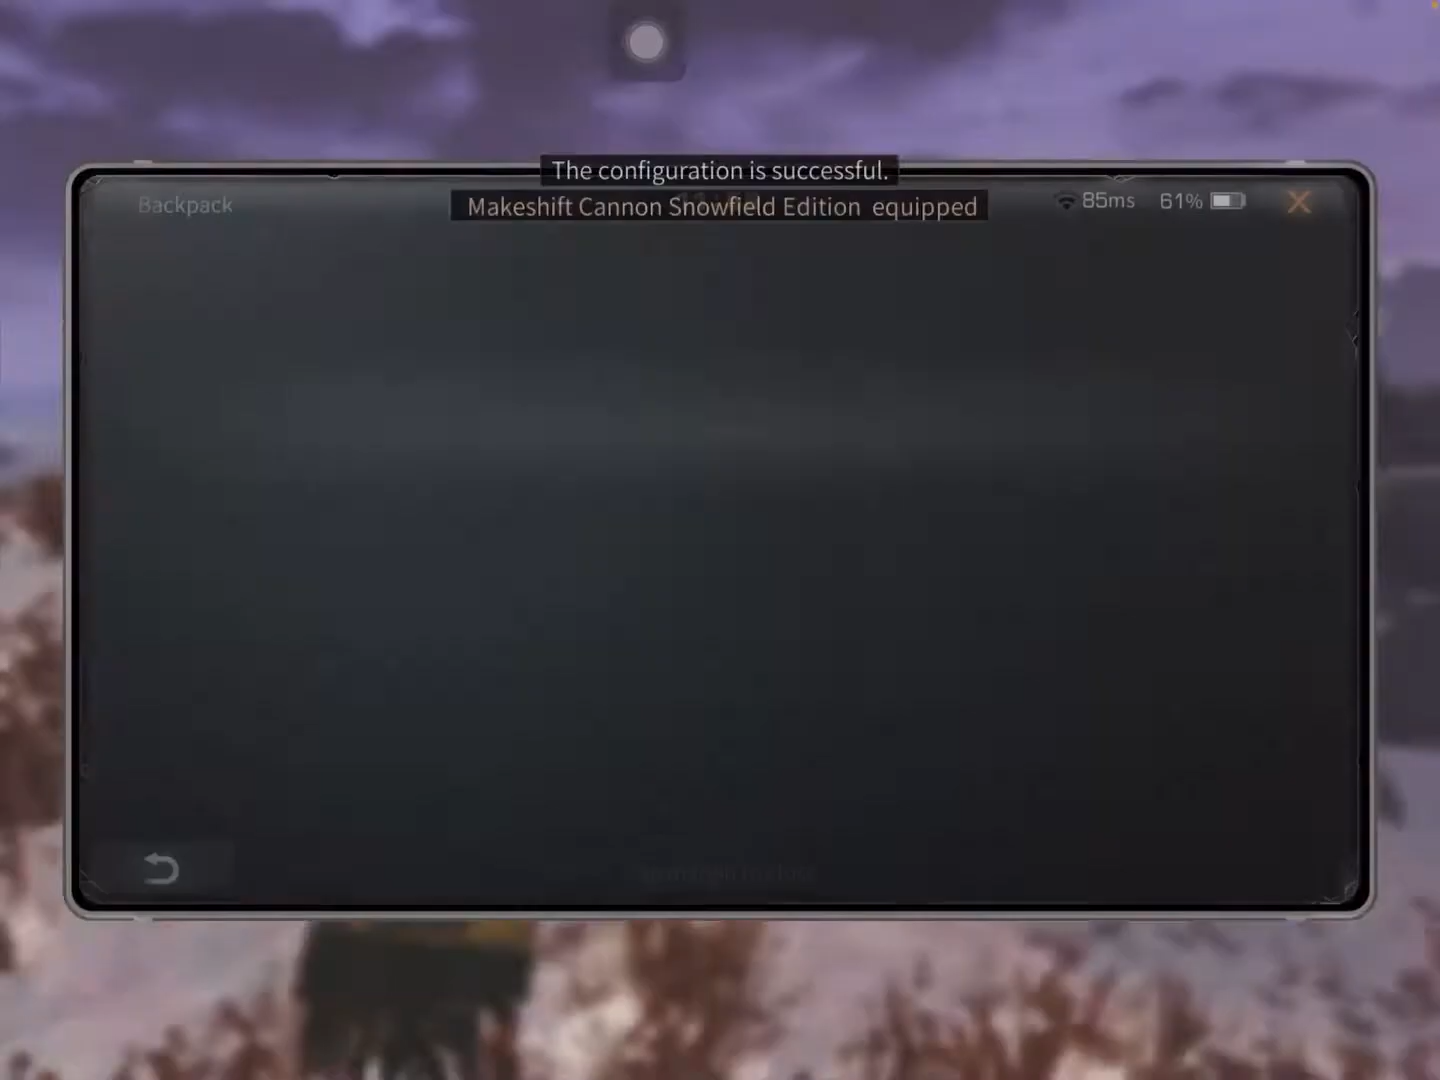 The configuration is successful.
Backpack
Makeshift Cannon Snowfield Edition equipped
85ms
61%